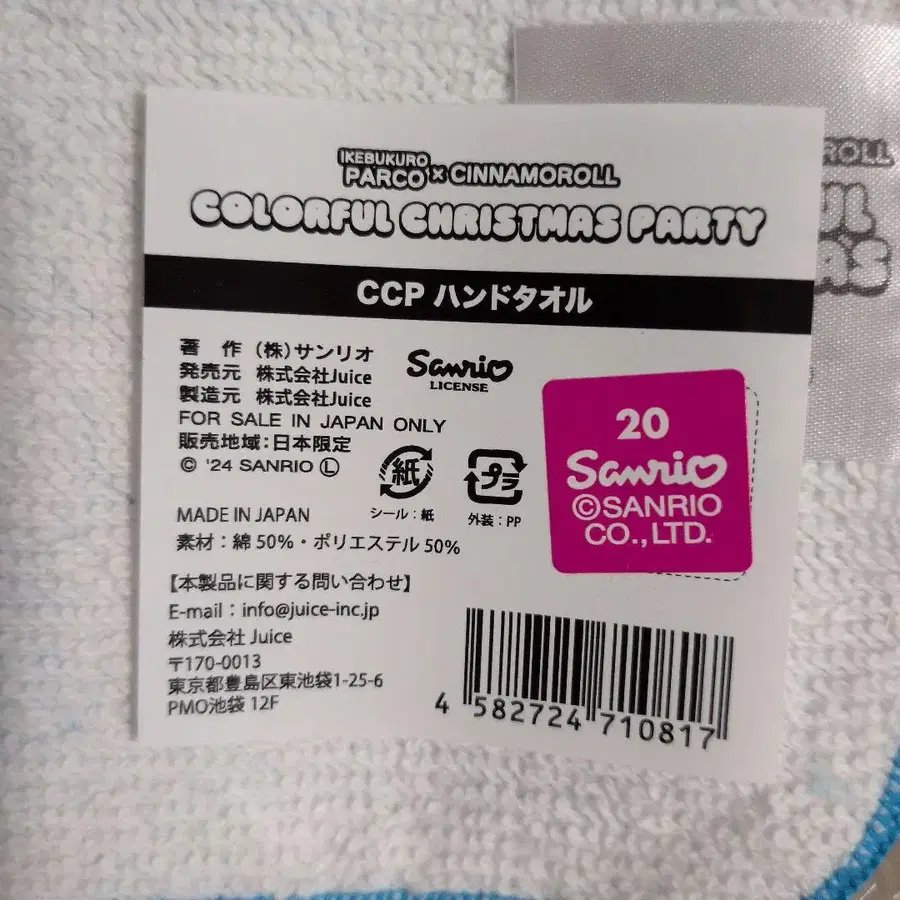 IKEBUKURO
PARCO × CINNAMOROLL
COLORFUL CHRISTMAS PARTY
CCP ハンドタオル
著 作 (株)サンリオ
発売元 株式会社Juice
製造元 株式会社Juice
FOR SALE IN JAPAN ONLY
販売地域:日本限定
© '24 SANRIO Ⓛ
Sanrio
LICENSE
紙
シール:紙
プラ
外装:PP
20
Sanrio
©SANRIO
CO.,LTD.
MADE IN JAPAN
素材:綿50%・ポリエステル50%
【本製品に関する問い合わせ】
E-mail:info@juice-inc.jp
株式会社 Juice
〒170-0013
東京都豊島区東池袋1-25-6
PMO池袋 12F
4 582724 710817
ROLL
UL
AS